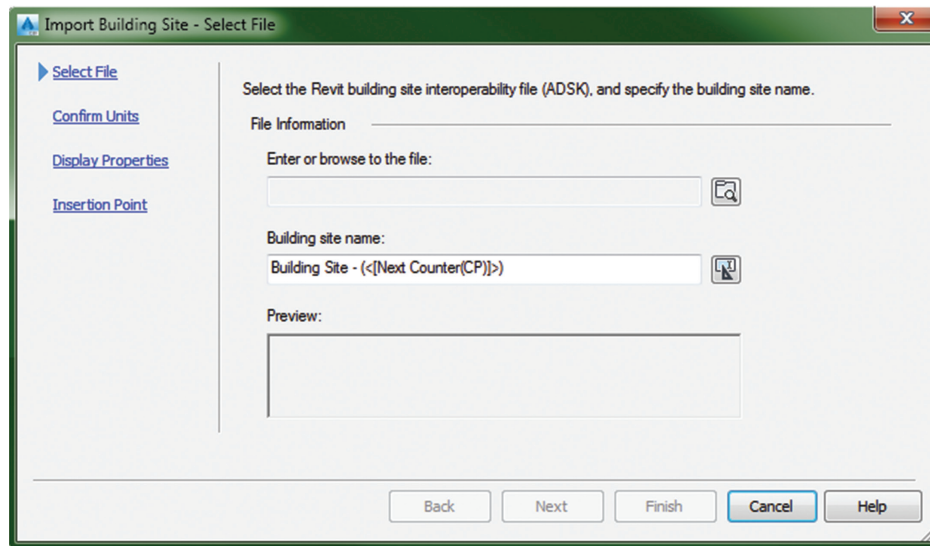 Import Building Site - Select File
Select File
Confirm Units
Display Properties
Insertion Point
Select the Revit building site interoperability file (ADSK), and specify the building site name.
File Information
Enter or browse to the file:
Building site name:
Building Site - (<[Next Counter(CP)]>)
Preview:
Back Next Finish Cancel Help